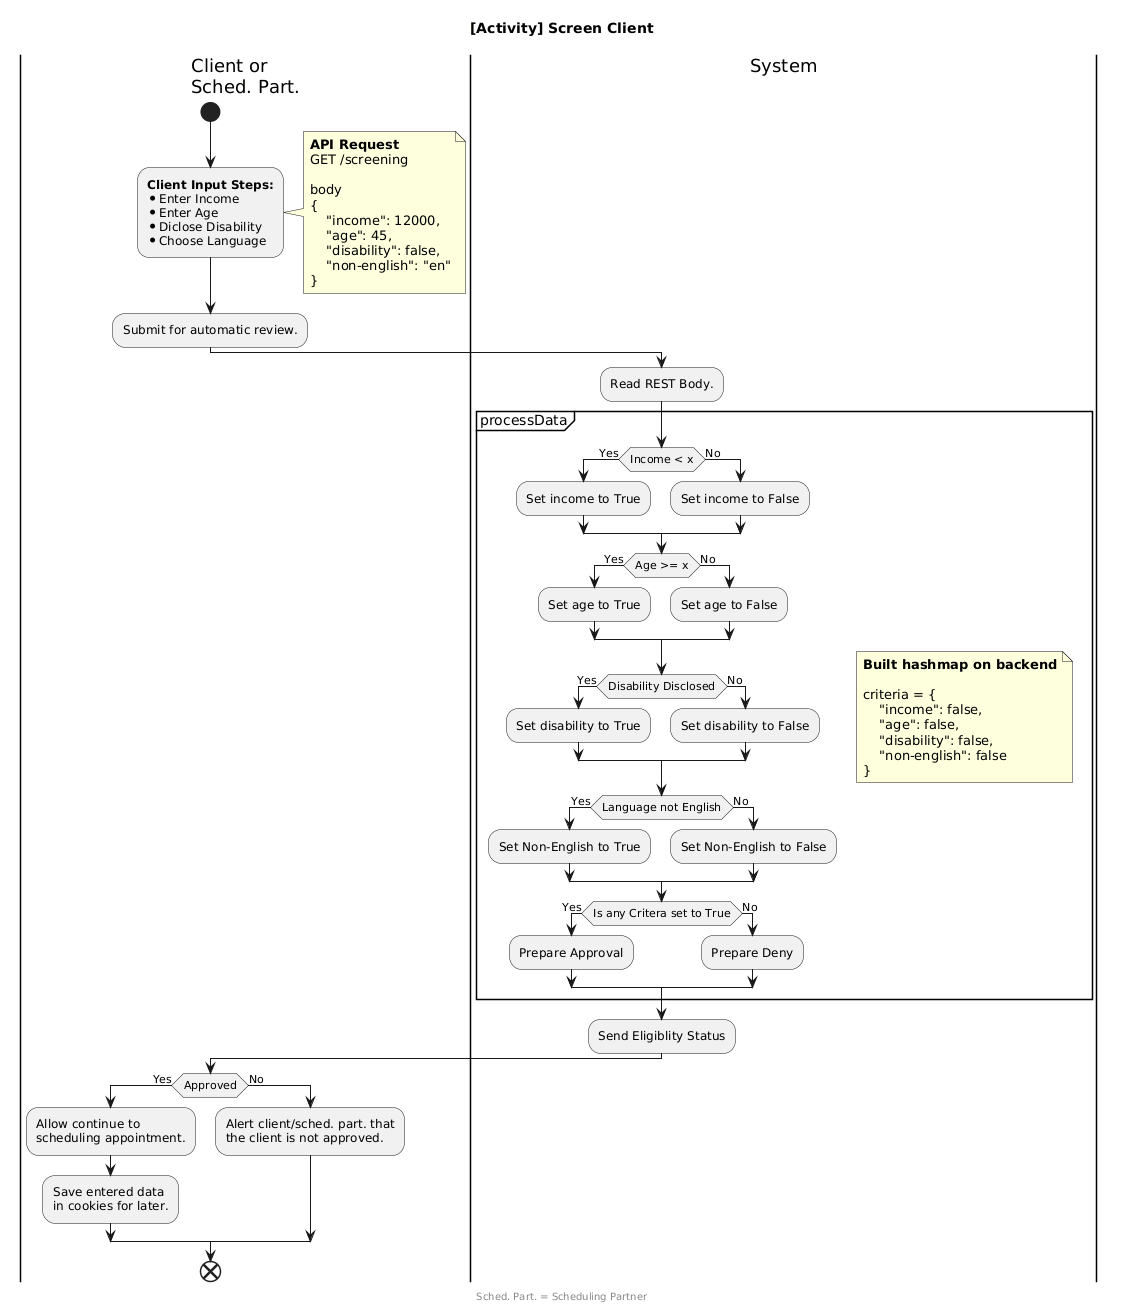 [Activity] Screen Client
Client or
Sched. Part.
System
Client Input Steps:
• Enter Income
• Enter Age
• Diclose Disability
• Choose Language
API Request
GET /screening
body
{
"income": 12000,
"age": 45,
"disability": false,
"non-english": "en"
}
Submit for automatic review.
Read REST Body.
processData
Yes
Income < x
No
Set income to True
Set income to False
Yes
Age >= x
No
Set age to True
Set age to False
Yes
Disability Disclosed
No
Set disability to True
Set disability to False
Built hashmap on backend
criteria = {
"income": false,
"age": false,
"disability": false,
"non-english": false
}
Yes
Language not English
No
Set Non-English to True
Set Non-English to False
Yes
Is any Critera set to True
No
Prepare Approval
Prepare Deny
Send Eligiblity Status
Yes
Approved
No
Allow continue to
scheduling appointment.
Alert client/sched. part. that
the client is not approved.
Save entered data
in cookies for later.
Sched. Part. = Scheduling Partner